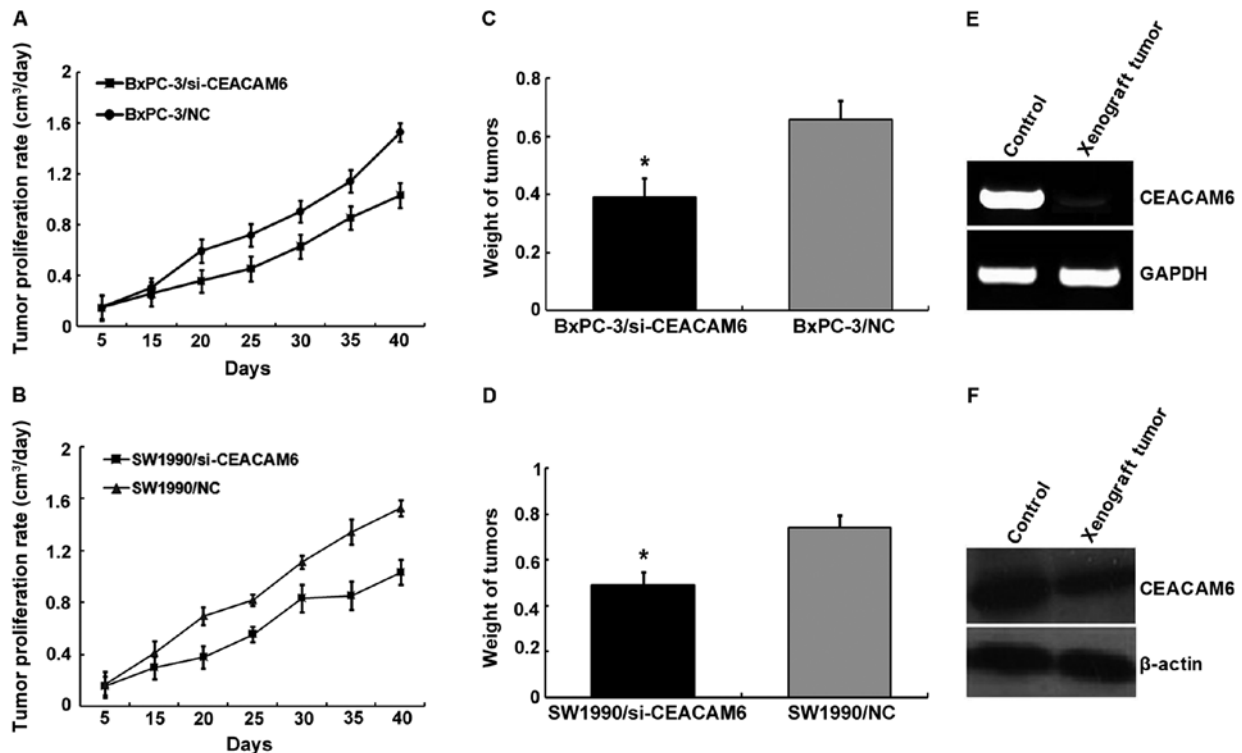 A
Tumor proliferation rate (cm³/day)
2
1.6
1.2
0.8
0.4
0
BxPC-3/si-CEACAM6
BxPC-3/NC
5 15 20 25 30 35 40
Days
B
Tumor proliferation rate (cm³/day)
2
1.6
1.2
0.8
0.4
0
SW1990/si-CEACAM6
SW1990/NC
5 15 20 25 30 35 40
Days
C
Weight of tumors
0.8
0.6
0.4
0.2
0
*
BxPC-3/si-CEACAM6 BxPC-3/NC
D
Weight of tumors
1
0.8
0.6
0.4
0.2
0
*
SW1990/si-CEACAM6 SW1990/NC
E
Control Xenograft tumor
CEACAM6
GAPDH
F
Control Xenograft tumor
CEACAM6
β-actin